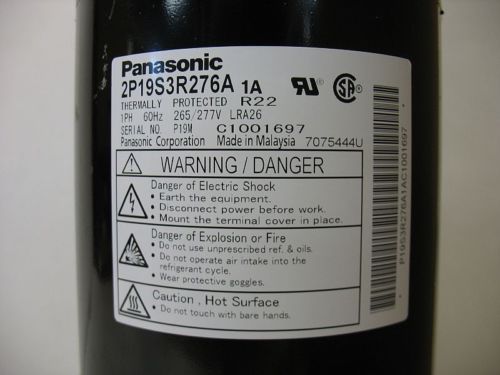 Panasonic
2P19S3R276A 1A
THERMALLY PROTECTED R22
1PH 60Hz 265/277V LRA26
SERIAL NO. P19M C1001697
Panasonic Corporation Made in Malaysia 7075444U
WARNING / DANGER
Danger of Electric Shock
• Earth the equipment.
• Disconnect power before work.
• Mount the terminal cover in place.
Danger of Explosion or Fire
• Do not use unprescribed ref. & oils.
• Do not operate air intake into the
refrigerant cycle.
• Wear protective goggles.
Caution , Hot Surface
• Do not touch with bare hands.
P19S3R276A1AC1001697